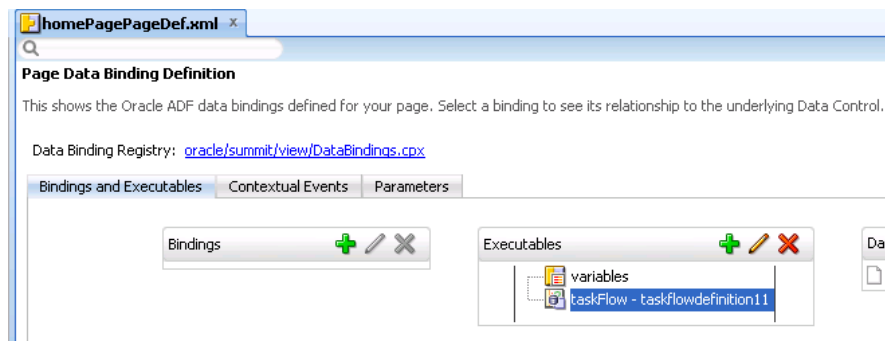 homePagePageDef.xml x
Page Data Binding Definition
This shows the Oracle ADF data bindings defined for your page. Select a binding to see its relationship to the underlying Data Control.
Data Binding Registry: oracle/summit/view/DataBindings.cpx
Bindings and Executables Contextual Events Parameters
Bindings Executables Da
variables
taskFlow - taskflowdefinition11